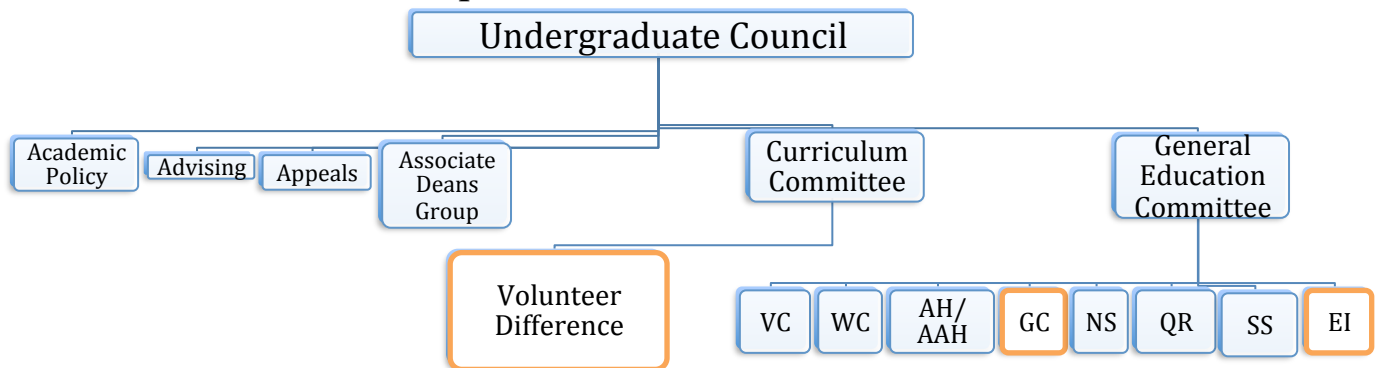 Undergraduate Council
Academic
Policy
Advising
Appeals
Associate
Deans
Group
Curriculum
Committee
General
Education
Committee
Volunteer
Difference
VC
WC
AH/
AAH
GC
NS
QR
SS
EI